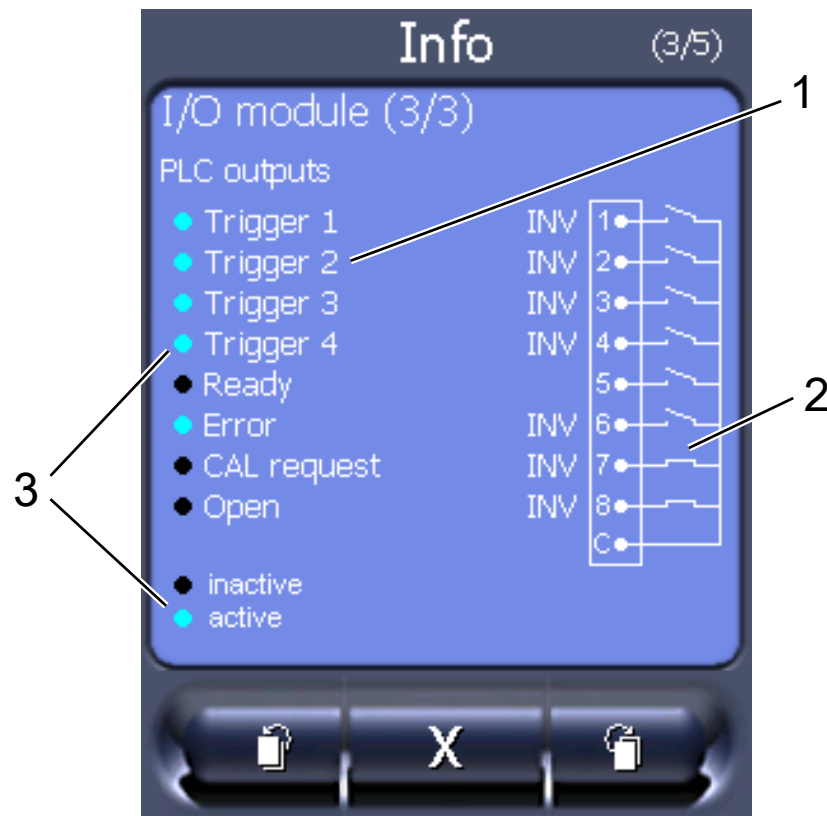 Info (3/5)
I/O module (3/3)
1
PLC outputs
Trigger 1 INV 1
Trigger 2 INV 2
Trigger 3 INV 3
Trigger 4 INV 4
Ready 5
2
Error INV 6
CAL request INV 7
3
Open INV 8
C
inactive
active
X